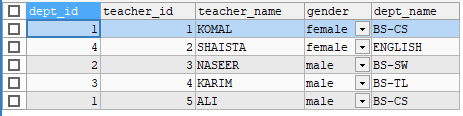 dept_id teacher_id teacher_name gender dept_name
1 1 KOMAL female BS-CS
4 2 SHAISTA female ENGLISH
2 3 NASEER male BS-SW
3 4 KARIM male BS-TL
1 5 ALI male BS-CS